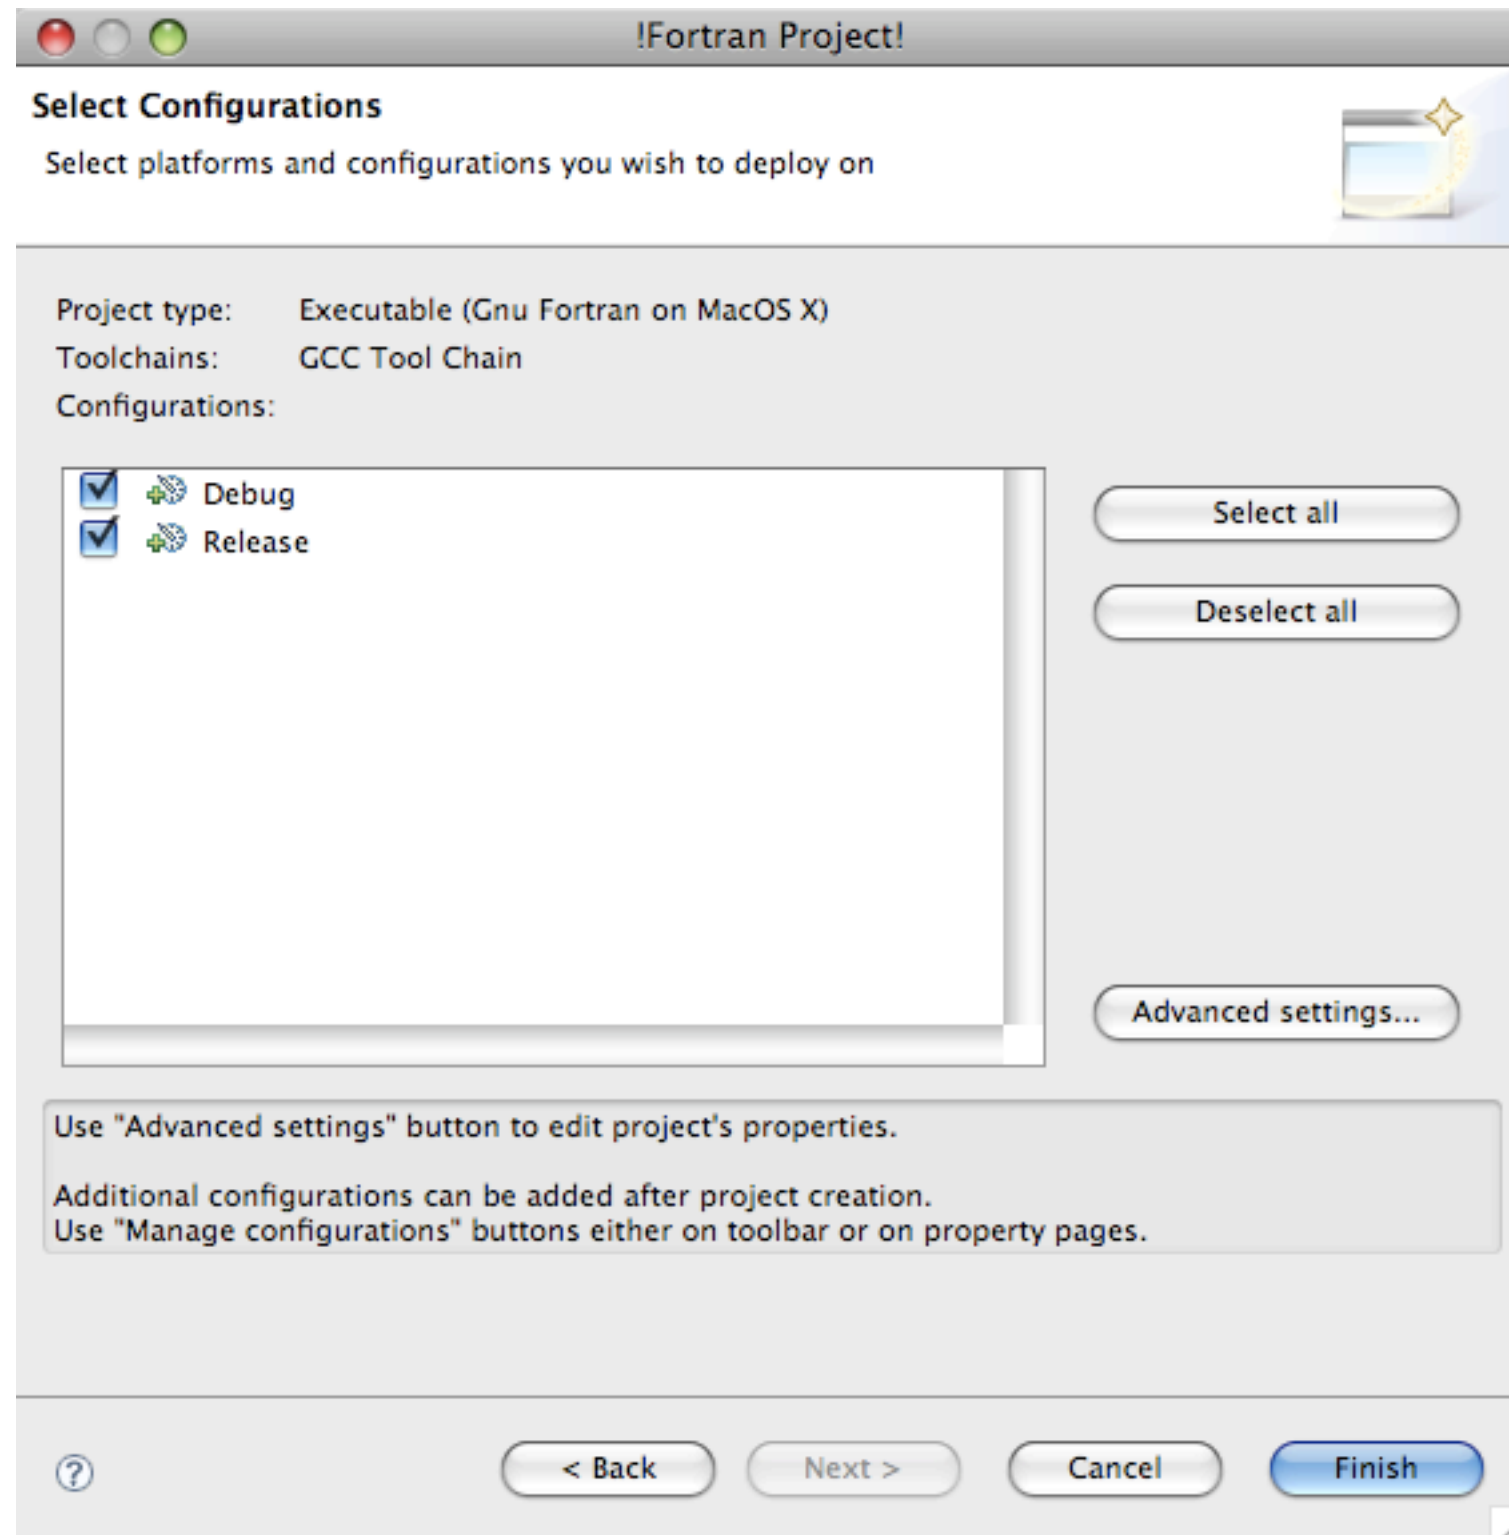 !Fortran Project!
Select Configurations
Select platforms and configurations you wish to deploy on
Project type: Executable (Gnu Fortran on MacOS X)
Toolchains: GCC Tool Chain
Configurations:
Debug
Release
Select all
Deselect all
Advanced settings...
Use "Advanced settings" button to edit project's properties.
Additional configurations can be added after project creation.
Use "Manage configurations" buttons either on toolbar or on property pages.
? < Back Next > Cancel Finish